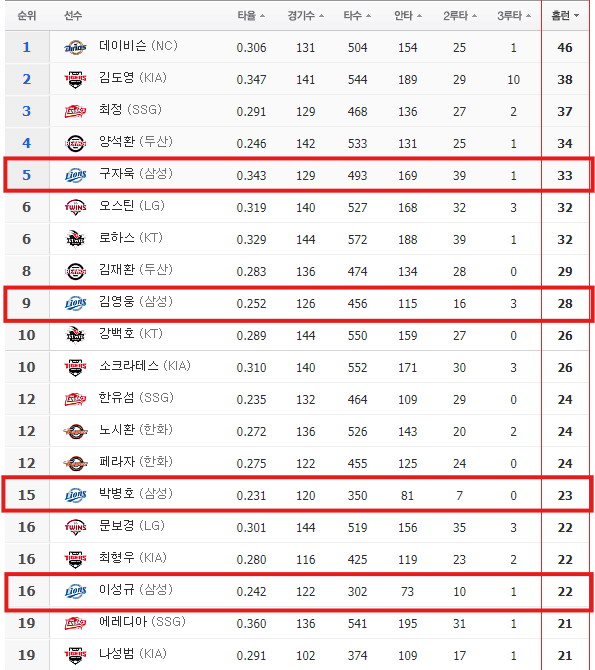 순위 선수 타율 경기수 타수 안타 2루타 3루타 홈런
1 데이비슨 (NC) 0.306 131 504 154 25 1 46
2 김도영 (KIA) 0.347 141 544 189 29 10 38
3 최정 (SSG) 0.291 129 468 136 27 2 37
4 양석환 (두산) 0.246 142 533 131 25 1 34
5 Lions 구자욱 (삼성) 0.343 129 493 169 39 1 33
6 TWINS 오스틴 (LG) 0.319 140 527 168 32 3 32
6 로하스 (KT) 0.329 144 572 188 39 1 32
8 김재환 (두산) 0.283 136 474 134 28 0 29
9 Lions 김영웅 (삼성) 0.252 126 456 115 16 3 28
10 강백호 (KT) 0.289 144 550 159 27 0 26
10 TIGERS 소크라테스 (KIA) 0.310 140 552 171 30 3 26
12 한유섬 (SSG) 0.235 132 464 109 29 0 24
12 노시환 (한화) 0.272 136 526 143 20 2 24
12 페라자 (한화) 0.275 122 455 125 24 0 24
15 Lions 박병호 (삼성) 0.231 120 350 81 7 0 23
16 TWINS 문보경 (LG) 0.301 144 519 156 35 3 22
16 TIGERS 최형우 (KIA) 0.280 116 425 119 23 2 22
16 Lions 이성규 (삼성) 0.242 122 302 73 10 1 22
19 에레디아 (SSG) 0.360 136 541 195 31 1 21
19 TIGERS 나성범 (KIA) 0.291 102 374 109 17 1 21